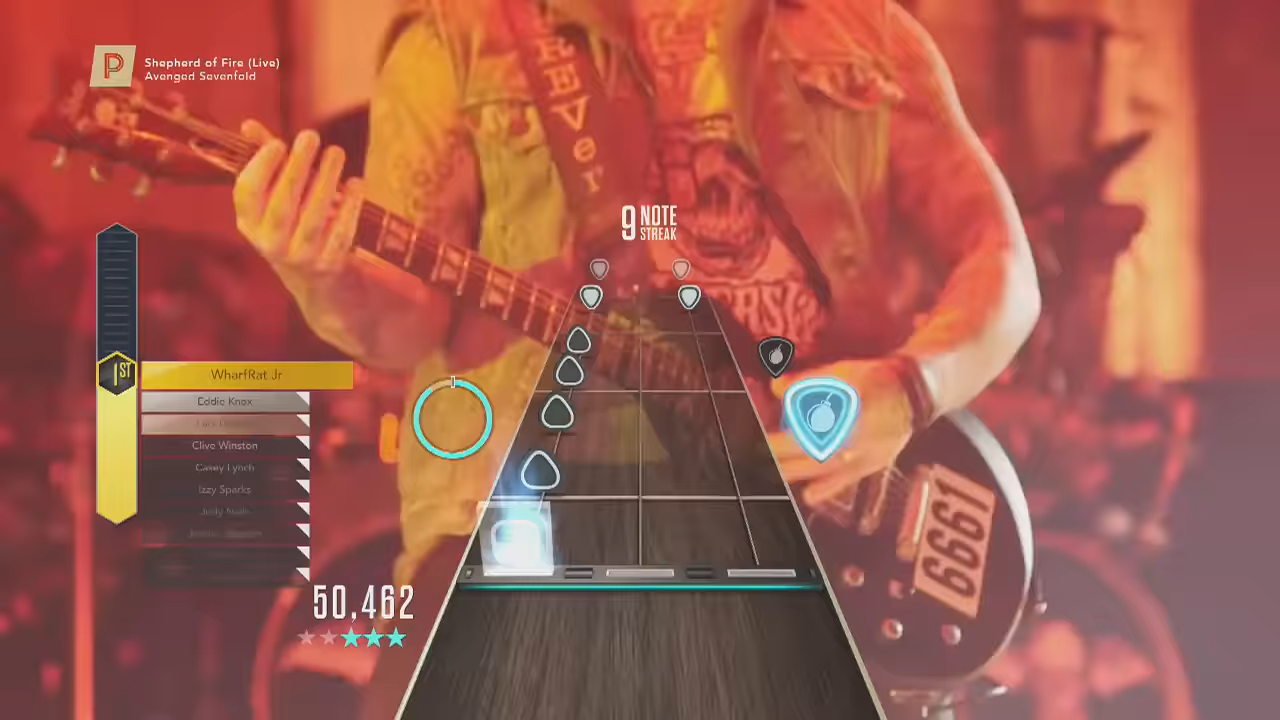 P
Shepherd of Fire (Live)
Avenged Sevenfold
REVer
9 NOTE
STREAK
1ST
WharfRat Jr
Eddie Knox
Clive Winston
Casey Lynch
Izzy Sparks
50,462
6661